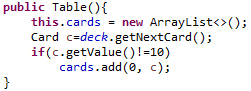 public Table(){
this.cards = new ArrayList<>();
Card c=deck.getNextCard();
if(c.getValue()!=10)
cards.add(0, c);
}